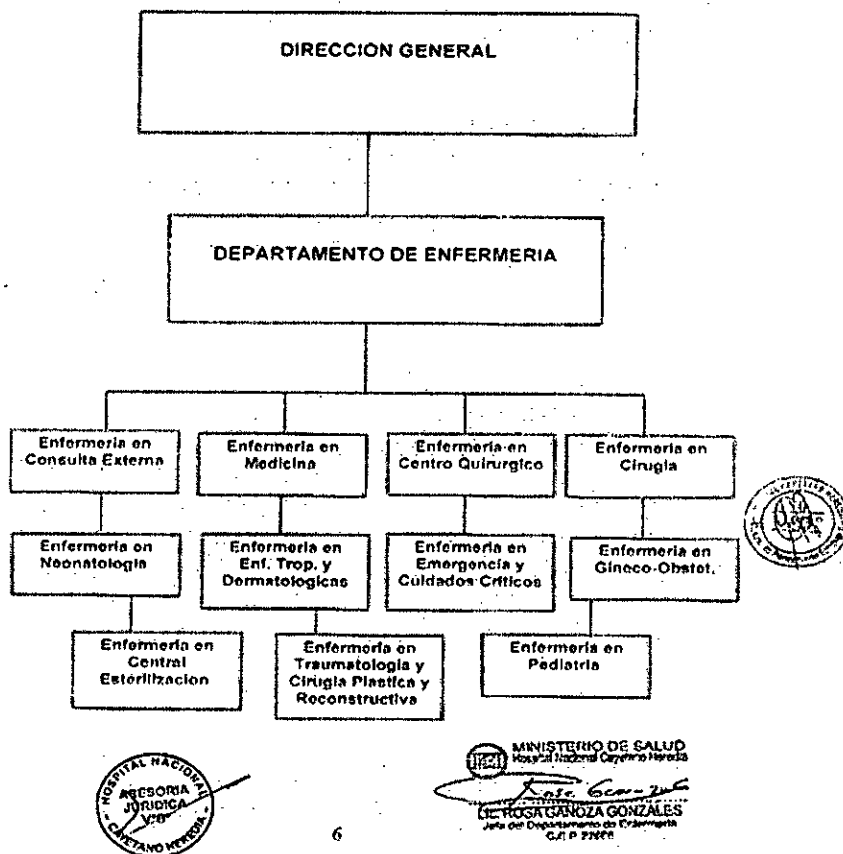 DIRECCION GENERAL
DEPARTAMENTO DE ENFERMERIA
Enfermeria en
Consulta Externa
Enfermeria en
Medicina
Enfermeria en
Centro Quirurgico
Enfermeria en
Cirugia
Enfermeria en
Neonatologia
Enfermeria en
Enf. Trop. y
Dermatologicas
Enfermeria en
Emergencia y
Cuidados Criticos
Enfermeria en
Gineco-Obstet.
Enfermeria en
Central
Esterilizacion
Enfermeria en
Traumatologia y
Cirugia Plastica y
Reconstructiva
Enfermeria en
Pediatria
HOSPITAL NACIONAL
ASESORIA
JURIDICA
CAYETANO HEREDIA
MINISTERIO DE SALUD
Hospital Nacional Cayetano Heredia
LIC. ROSA GANOZA GONZALES
Jefa del Departamento de Enfermeria
6